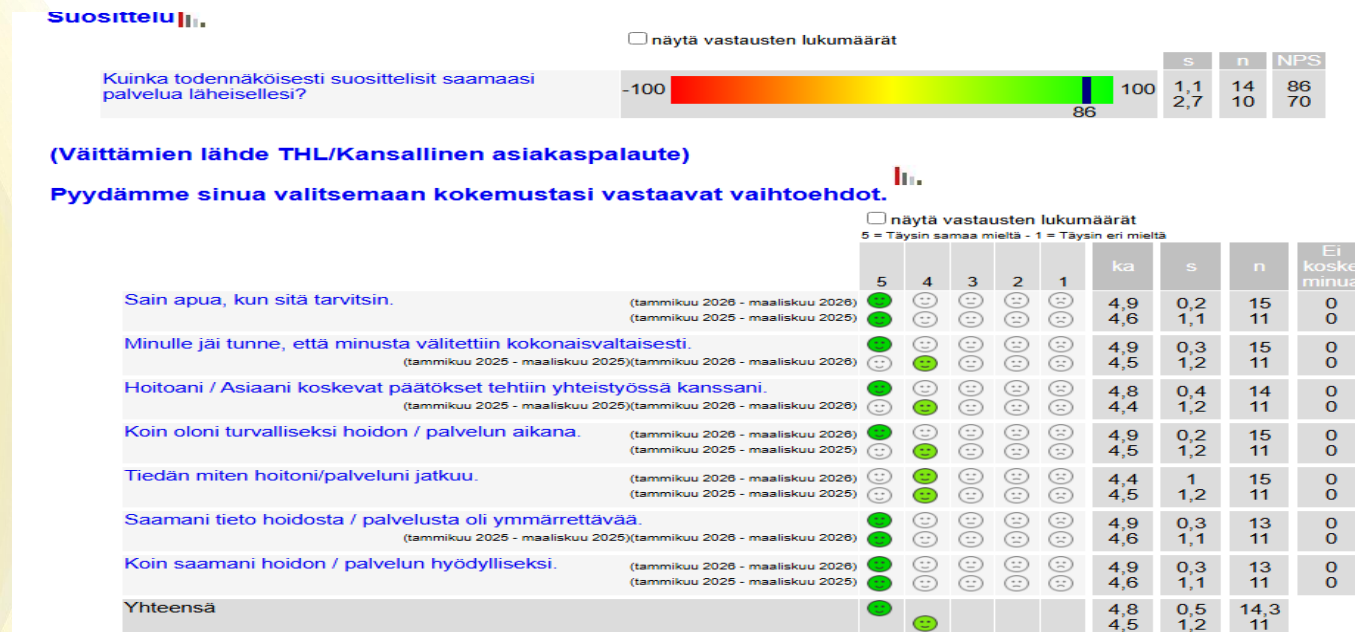 Suosittelu
näytä vastausten lukumäärät
s n NPS
Kuinka todennäköisesti suosittelisit saamaasi
palvelua läheisellesi?
-100 100 1,1 14 86
2,7 10 70
86
(Väittämien lähde THL/Kansallinen asiakaspalaute)
Pyydämme sinua valitsemaan kokemustasi vastaavat vaihtoehdot.
näytä vastausten lukumäärät
5 = Täysin samaa mieltä - 1 = Täysin eri mieltä
5 4 3 2 1 ka s n Ei
koske
minua
Sain apua, kun sitä tarvitsin. (tammikuu 2026 - maaliskuu 2026) 4,9 0,2 15 0
(tammikuu 2025 - maaliskuu 2025) 4,6 1,1 11 0
Minulle jäi tunne, että minusta välitettiin kokonaisvaltaisesti. 4,9 0,3 15 0
(tammikuu 2025 - maaliskuu 2025)(tammikuu 2026 - maaliskuu 2026) 4,5 1,2 11 0
Hoitoani / Asiaani koskevat päätökset tehtiin yhteistyössä kanssani. 4,8 0,4 14 0
(tammikuu 2025 - maaliskuu 2025)(tammikuu 2026 - maaliskuu 2026) 4,4 1,2 11 0
Koin oloni turvalliseksi hoidon / palvelun aikana. (tammikuu 2026 - maaliskuu 2026) 4,9 0,2 15 0
(tammikuu 2025 - maaliskuu 2025) 4,5 1,2 11 0
Tiedän miten hoitoni/palveluni jatkuu. (tammikuu 2026 - maaliskuu 2026) 4,4 1 15 0
(tammikuu 2025 - maaliskuu 2025) 4,5 1,2 11 0
Saamani tieto hoidosta / palvelusta oli ymmärrettävää. 4,9 0,3 13 0
(tammikuu 2025 - maaliskuu 2025)(tammikuu 2026 - maaliskuu 2026) 4,6 1,1 11 0
Koin saamani hoidon / palvelun hyödylliseksi. (tammikuu 2026 - maaliskuu 2026) 4,9 0,3 13 0
(tammikuu 2025 - maaliskuu 2025) 4,6 1,1 11 0
Yhteensä 4,8 0,5 14,3
4,5 1,2 11